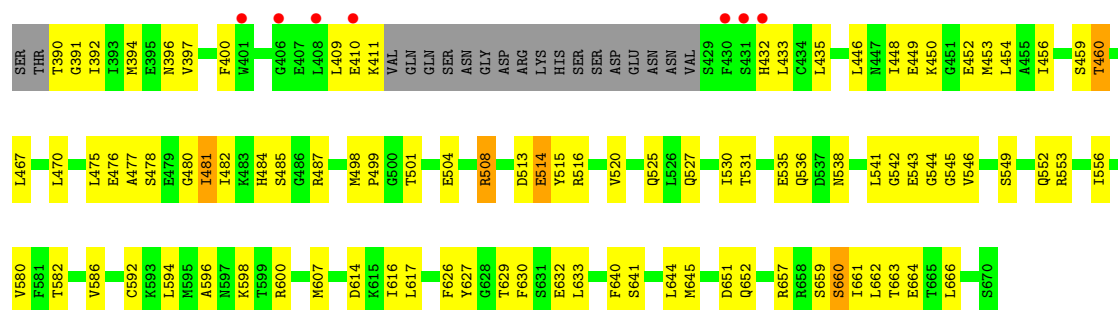 SER THR T390 G391 I392 I393 M394 E395 N396 V397 F400 W401 G406 E407 L408 L409 E410 K411 VAL GLN GLN SER ASN GLY ASP ARG LYS HIS SER SER ASP GLU ASN ASN VAL S429 F430 S431 H432 L433 C434 L435 L446 N447 I448 E449 K450 G451 E452 M453 L454 A455 I456 S459 T460
L467 L470 L475 E476 A477 S478 E479 G480 I481 I482 K483 H484 S485 G486 R487 M498 P499 G500 T501 E504 R508 D513 E514 Y515 R516 V520 Q525 L526 Q527 I530 T531 E535 Q536 D537 N538 L541 G542 E543 G544 G545 V546 S549 Q552 R553 I556
V580 F581 T582 V586 C592 K593 L594 M595 A596 N597 K598 T599 R600 M607 D614 K615 I616 L617 F626 Y627 G628 T629 F630 S631 E632 L633 F640 S641 L644 M645 D651 Q652 R657 R658 S659 S660 I661 L662 T663 E664 T665 L666 S670